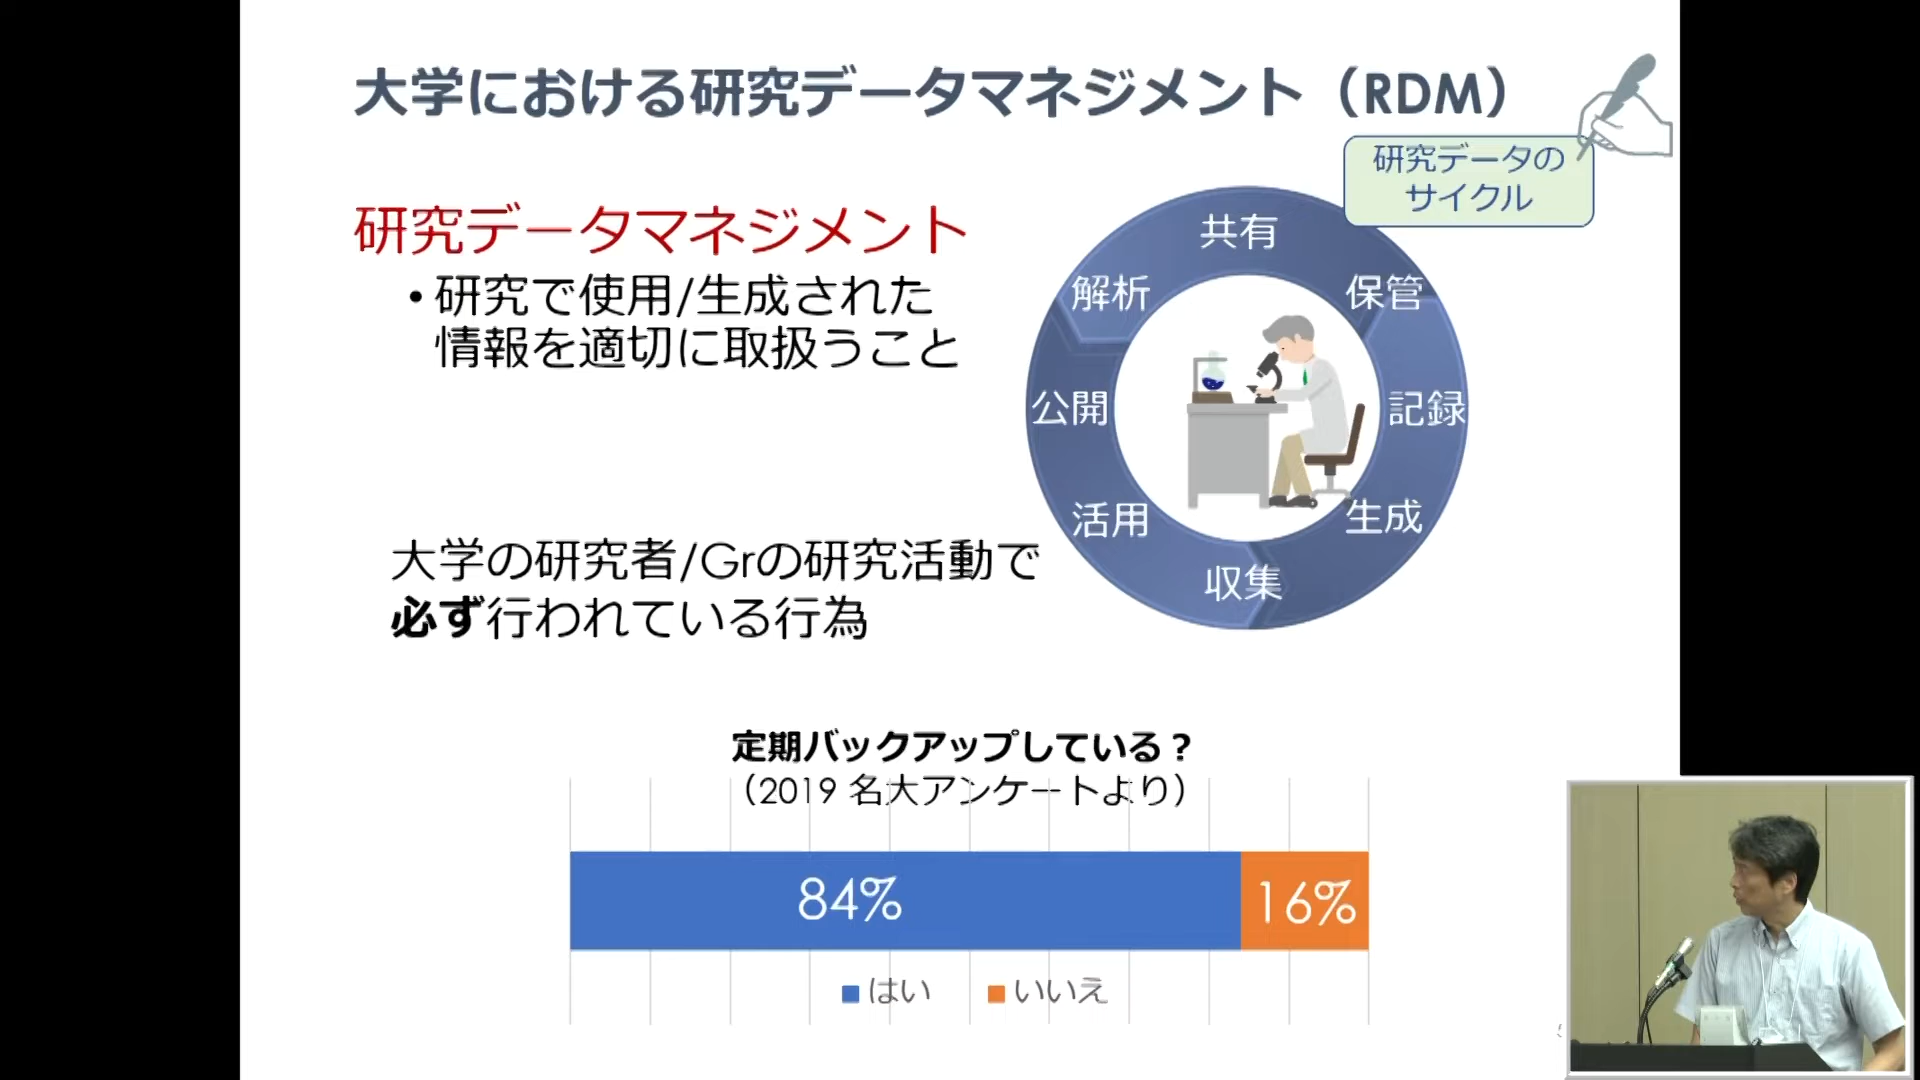 大学における研究データマネジメント（RDM）
研究データの
サイクル
研究データマネジメント
・研究で使用/生成された
情報を適切に取扱うこと
共有
保管
記録
生成
収集
活用
公開
解析
大学の研究者/Grの研究活動で
必ず行われている行為
定期バックアップしている？
（2019 名大アンケートより）
84%
16%
はい
いいえ